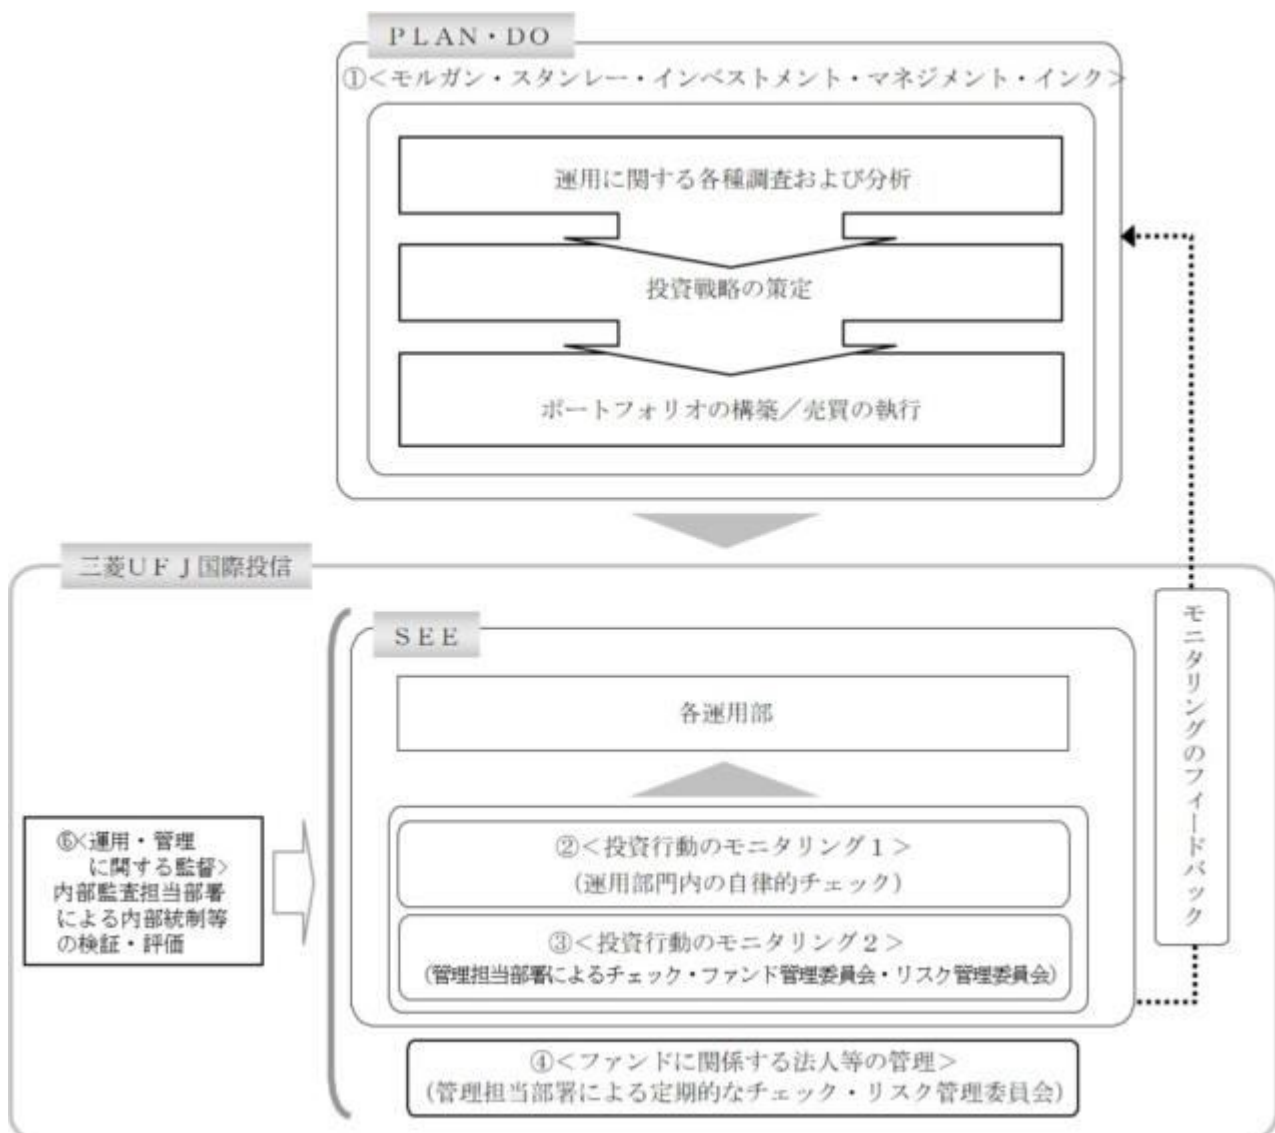 PLAN・DO
①<モルガン・スタンレー・インベストメント・マネジメント・インク>
運用に関する各種調査および分析
投資戦略の策定
ポートフォリオの構築/売買の執行
三菱UFJ国際投信
SEE
各運用部
②<投資行動のモニタリング1>
(運用部門内の自律的チェック)
③<投資行動のモニタリング2>
(管理担当部署によるチェック・ファンド管理委員会・リスク管理委員会)
④<ファンドに関係する法人等の管理>
(管理担当部署による定期的なチェック・リスク管理委員会)
⑤<運用・管理
に関する監督>
内部監査担当部署
による内部統制等
の検証・評価
モニタリングのフィードバック